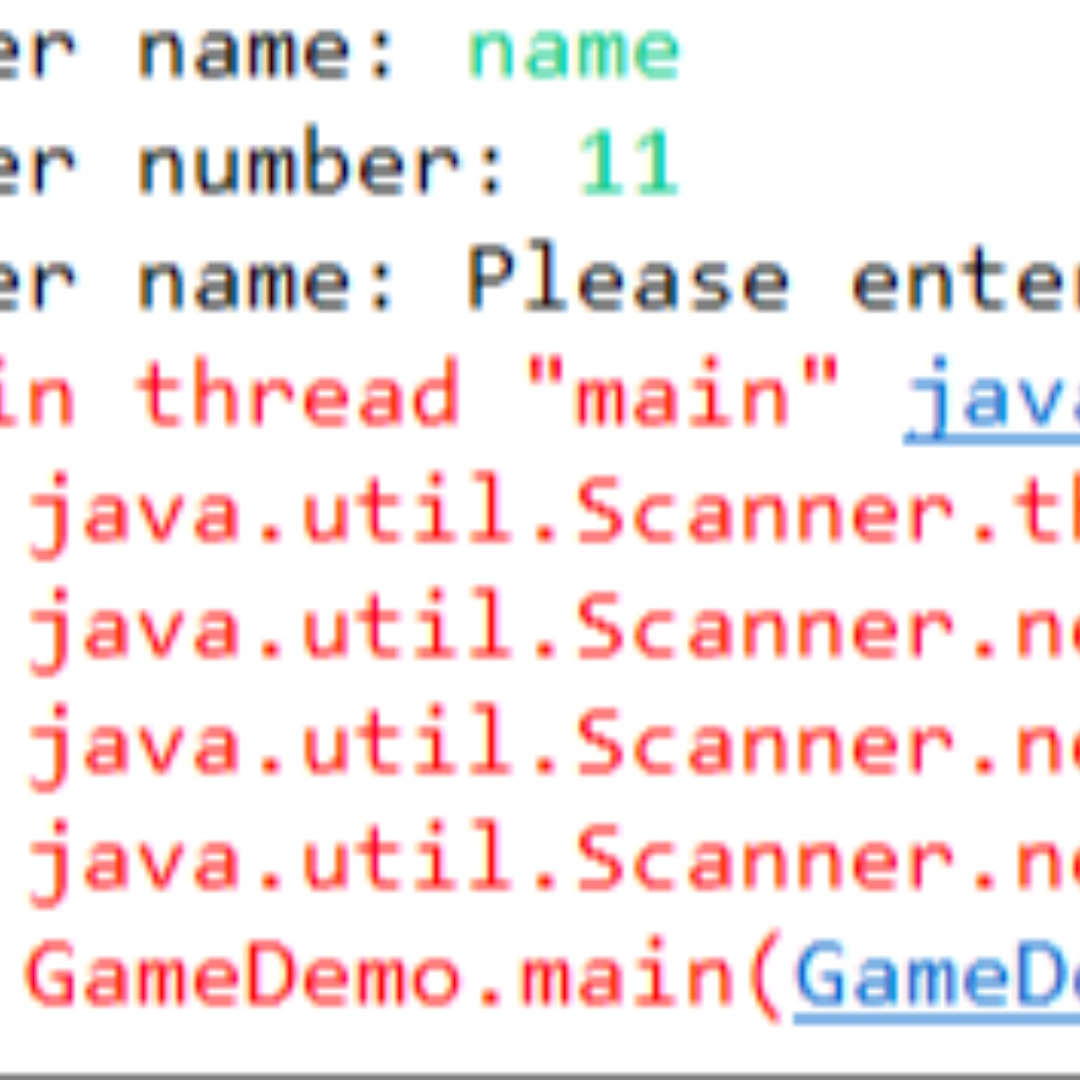 er name: name
er number: 11
er name: Please enter
in thread "main" java
java.util.Scanner.th
java.util.Scanner.ne
java.util.Scanner.ne
java.util.Scanner.ne
GameDemo.main(GameDe